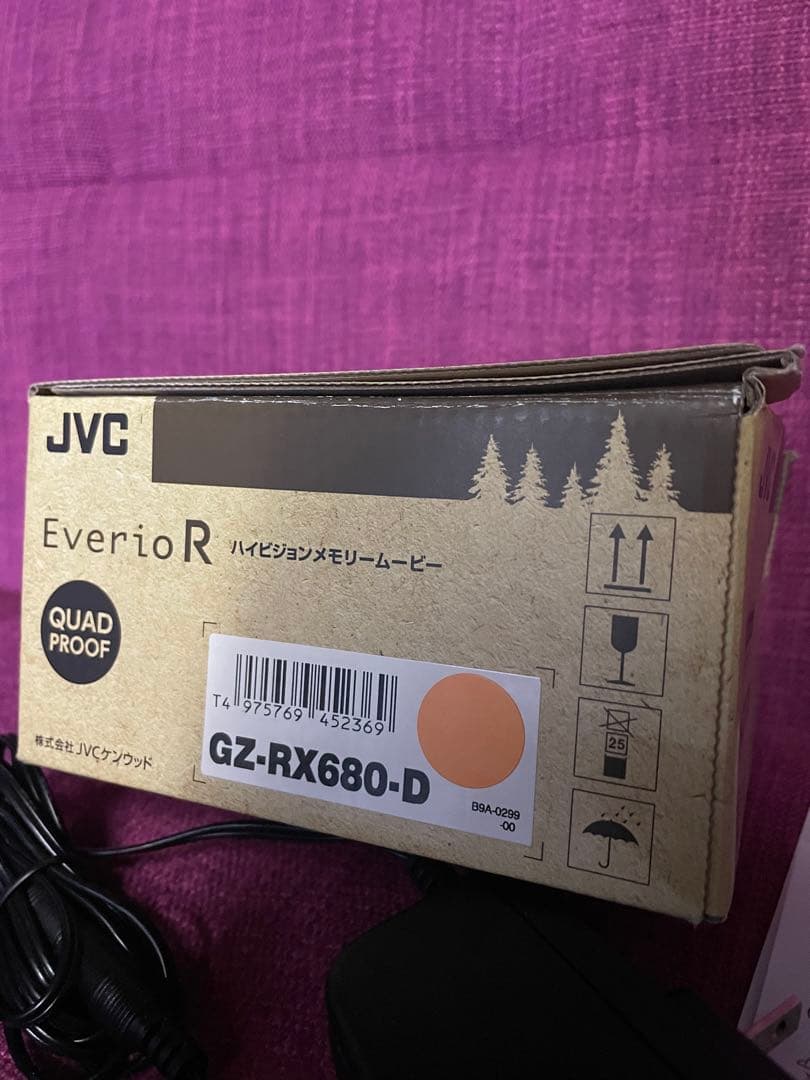 JVC
Everio R ハイビジョンメモリームービー
QUAD
PROOF
T4 975769 452369
GZ-RX680-D
B9A-0299
-00
株式会社JVCケンウッド
25